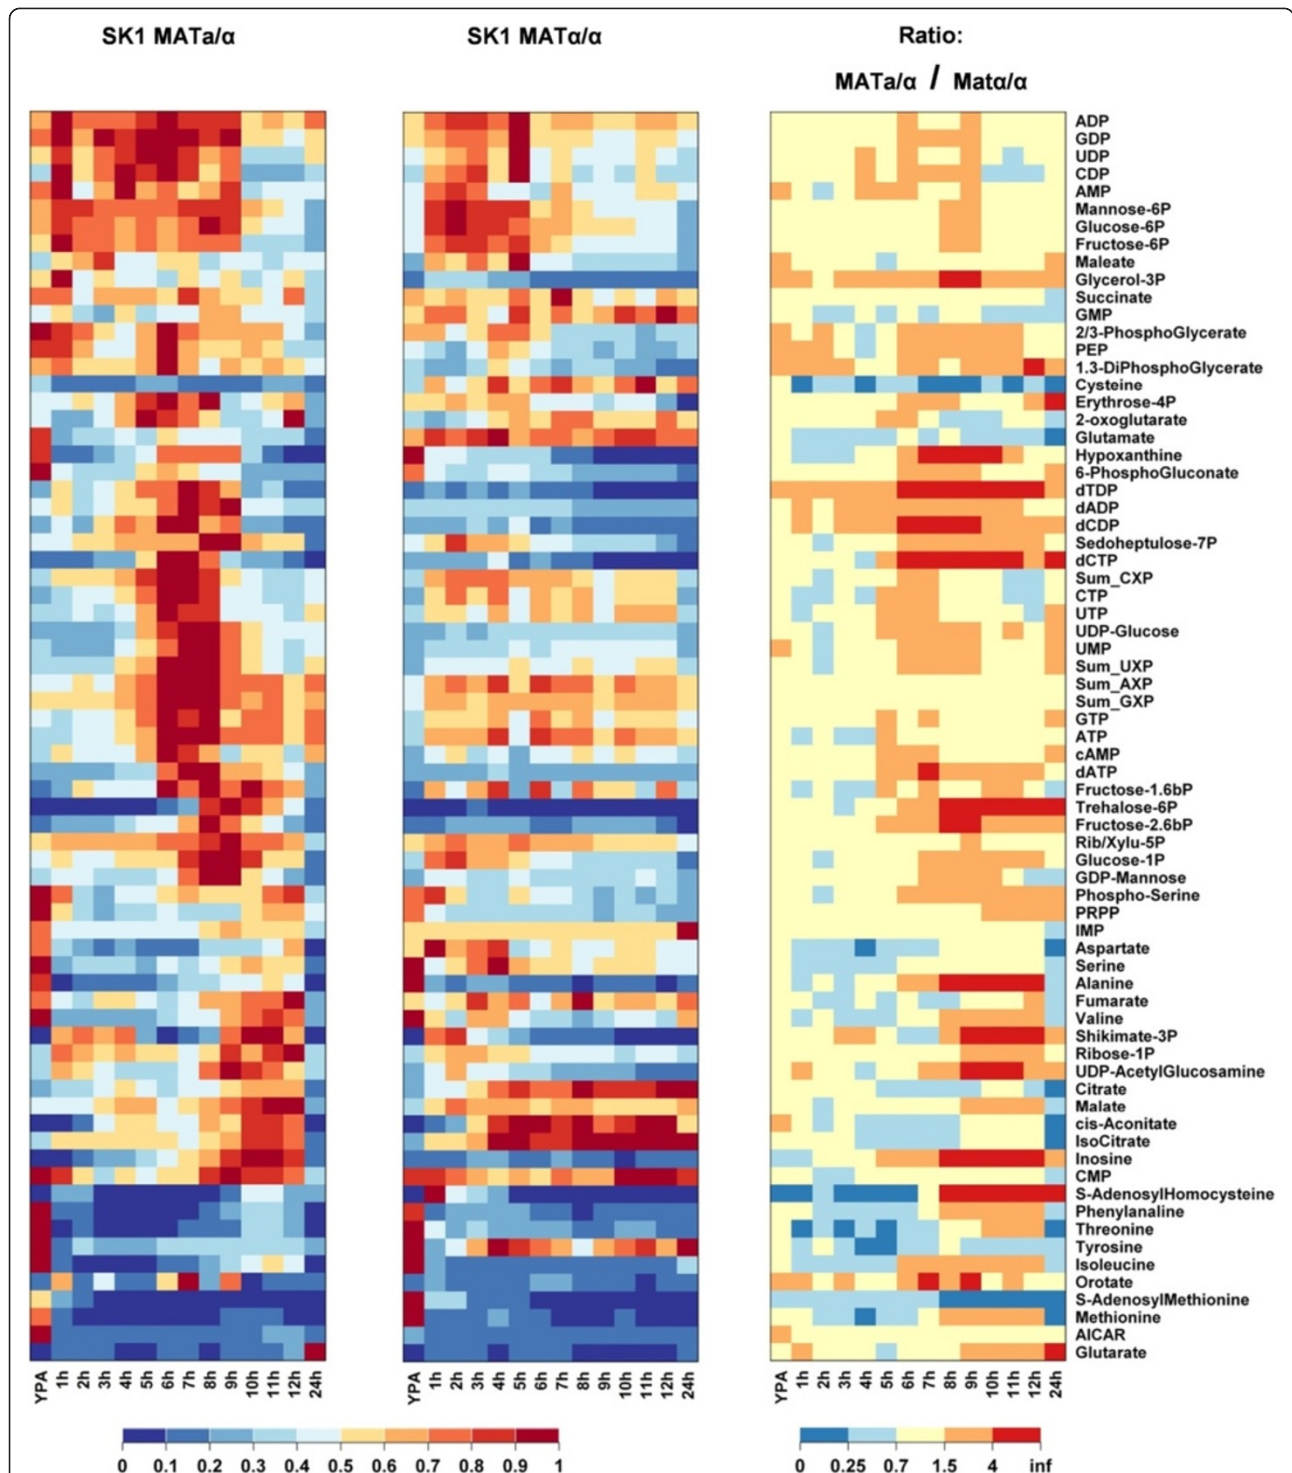 SK1 MATa/α
SK1 MATα/α
Ratio:
MATa/α / Matα/α
ADP
GDP
UDP
CDP
AMP
Mannose-6P
Glucose-6P
Fructose-6P
Maleate
Glycerol-3P
Succinate
GMP
2/3-PhosphoGlycerate
PEP
1.3-DiPhosphoGlycerate
Cysteine
Erythrose-4P
2-oxoglutarate
Glutamate
Hypoxanthine
6-PhosphoGluconate
dTDP
dADP
dCDP
Sedoheptulose-7P
dCTP
Sum_CXP
CTP
UTP
UDP-Glucose
UMP
Sum_UXP
Sum_AXP
Sum_GXP
GTP
ATP
cAMP
dATP
Fructose-1.6bP
Trehalose-6P
Fructose-2.6bP
Rib/Xylu-5P
Glucose-1P
GDP-Mannose
Phospho-Serine
PRPP
IMP
Aspartate
Serine
Alanine
Fumarate
Valine
Shikimate-3P
Ribose-1P
UDP-AcetylGlucosamine
Citrate
Malate
cis-Aconitate
IsoCitrate
Inosine
CMP
S-AdenosylHomocysteine
Phenylanaline
Threonine
Tyrosine
Isoleucine
Orotate
S-AdenosylMethionine
Methionine
AICAR
Glutarate
YPA 1h 2h 3h 4h 5h 6h 7h 8h 9h 10h 11h 12h 24h
YPA 1h 2h 3h 4h 5h 6h 7h 8h 9h 10h 11h 12h 24h
YPA 1h 2h 3h 4h 5h 6h 7h 8h 9h 10h 11h 12h 24h
0 0.1 0.2 0.3 0.4 0.5 0.6 0.7 0.8 0.9 1
0 0.25 0.7 1.5 4 inf